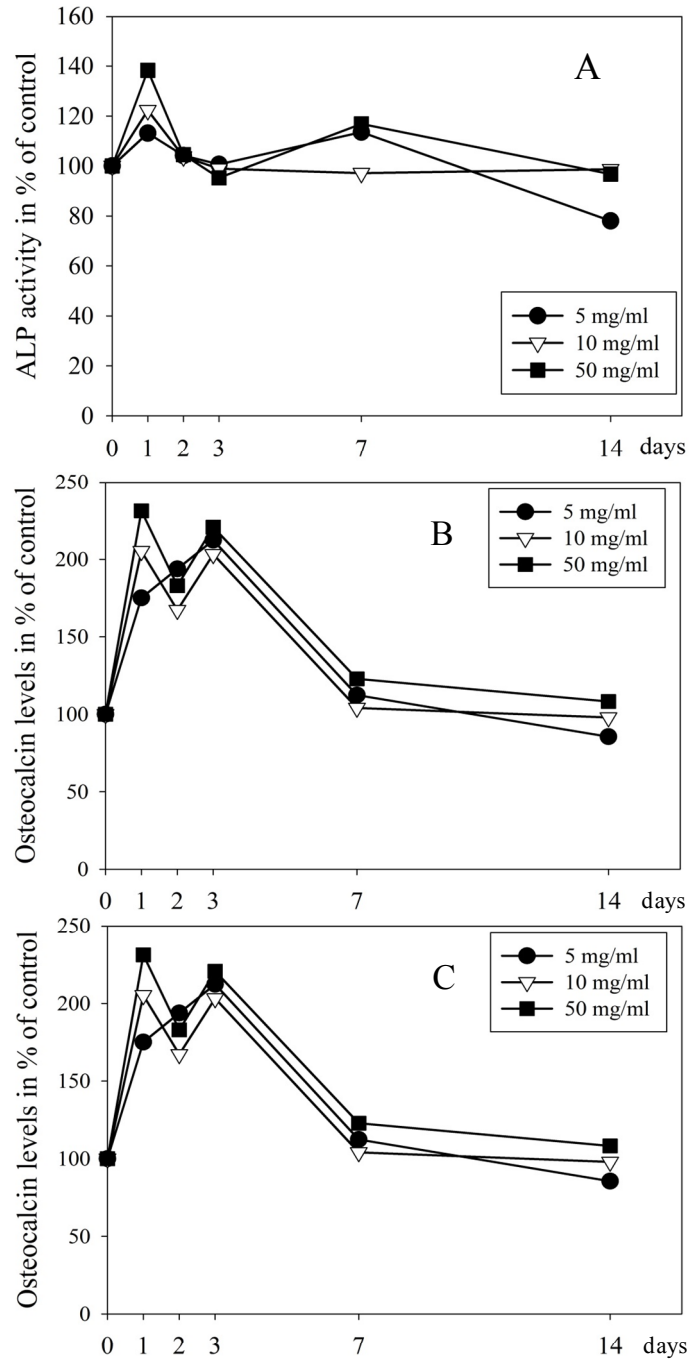 160
140
120
100
80
60
40
20
0
ALP activity in % of control
A
5 mg/ml
10 mg/ml
50 mg/ml
0 1 2 3 7 14 days
250
200
150
100
50
0
Osteocalcin levels in % of control
B
5 mg/ml
10 mg/ml
50 mg/ml
0 1 2 3 7 14 days
250
200
150
100
50
0
Osteocalcin levels in % of control
C
5 mg/ml
10 mg/ml
50 mg/ml
0 1 2 3 7 14 days